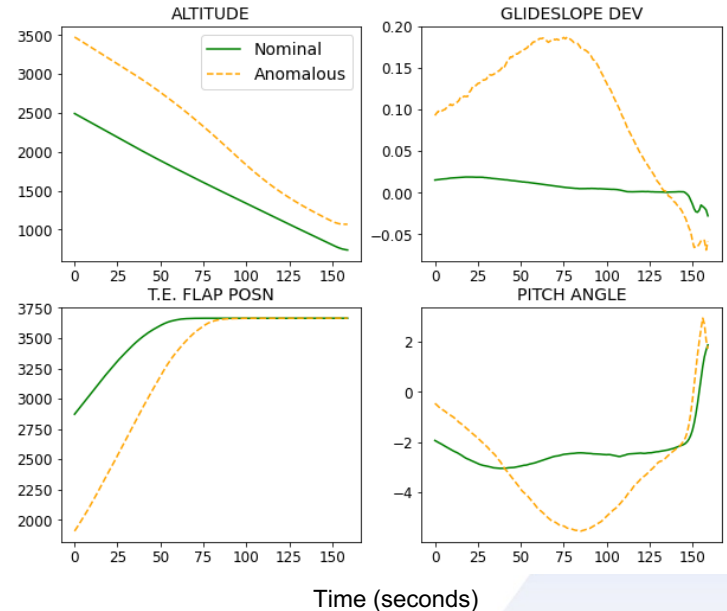 ALTITUDE
3500
3000
2500
2000
1500
1000
0 25 50 75 100 125 150
Nominal
Anomalous
GLIDESLOPE DEV
0.20
0.15
0.10
0.05
0.00
−0.05
0 25 50 75 100 125 150
T.E. FLAP POSN
3750
3500
3250
3000
2750
2500
2250
2000
0 25 50 75 100 125 150
PITCH ANGLE
2
0
−2
−4
0 25 50 75 100 125 150
Time (seconds)